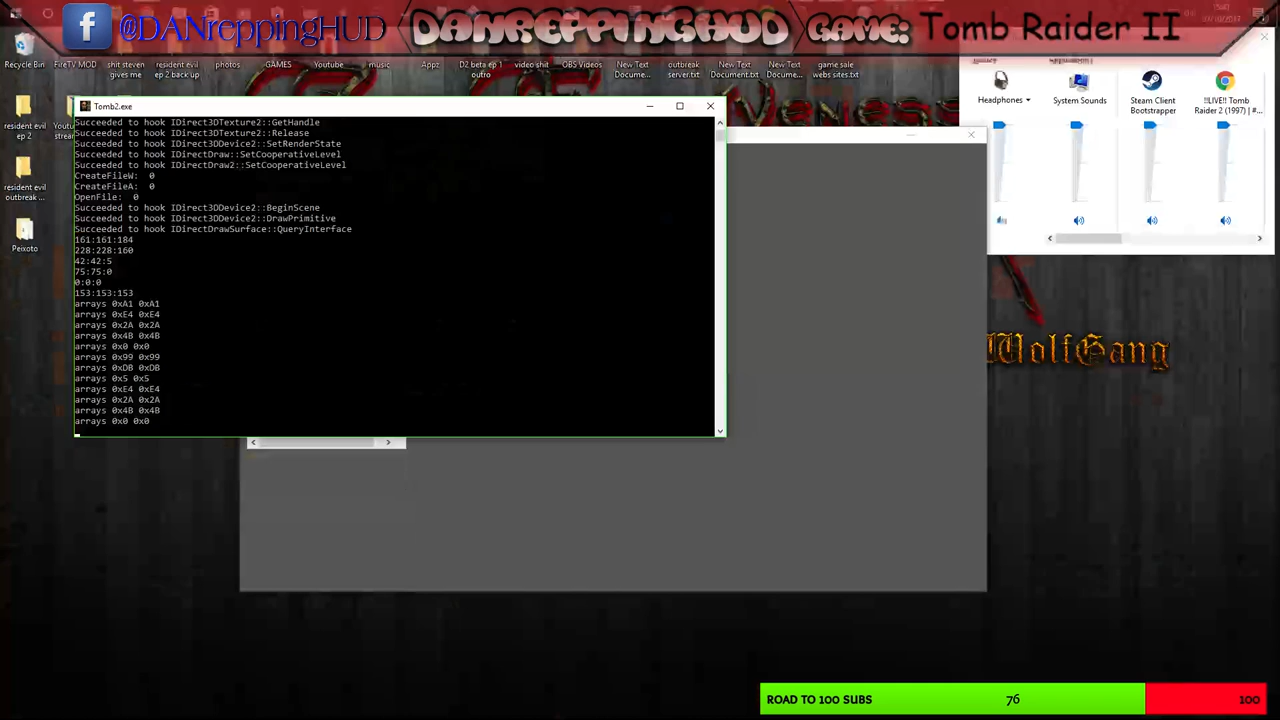 @DANreppingHUD
DANREPPINGHUD GAME: Tomb Raider II
Recycle Bin
FireTV MOD
shit steven
gives me
resident evil
ep 2 back up
photos
GAMES
Youtube
music
Appz
D2 beta ep 1
outro
video shit
OBS Videos
New Text
Docume...
outbreak
server.txt
New Text
Document.txt
New Text
Docume...
game sale
webs sites.txt
resident evil
ep 2
resident evil
outbreak ...
Peixoto
Tomb2.exe
Succeeded to hook IDirect3DTexture2::GetHandle
Succeeded to hook IDirect3DTexture2::Release
Succeeded to hook IDirect3DDevice2::SetRenderState
Succeeded to hook IDirectDraw::SetCooperativeLevel
Succeeded to hook IDirectDraw2::SetCooperativeLevel
CreateFileW: 0
CreateFileA: 0
OpenFile: 0
Succeeded to hook IDirect3DDevice2::BeginScene
Succeeded to hook IDirect3DDevice2::DrawPrimitive
Succeeded to hook IDirectDrawSurface::QueryInterface
161:161:184
228:228:160
42:42:5
75:75:0
0:0:0
153:153:153
arrays 0xA1 0xA1
arrays 0xE4 0xE4
arrays 0x2A 0x2A
arrays 0x4B 0x4B
arrays 0x0 0x0
arrays 0x99 0x99
arrays 0xDB 0xDB
arrays 0x5 0x5
arrays 0xE4 0xE4
arrays 0x2A 0x2A
arrays 0x4B 0x4B
arrays 0x0 0x0
Headphones
System Sounds
Steam Client
Bootstrapper
!!LIVE!! Tomb
Raider 2 (1997) | #...
WolfGang
ROAD TO 100 SUBS 76 100